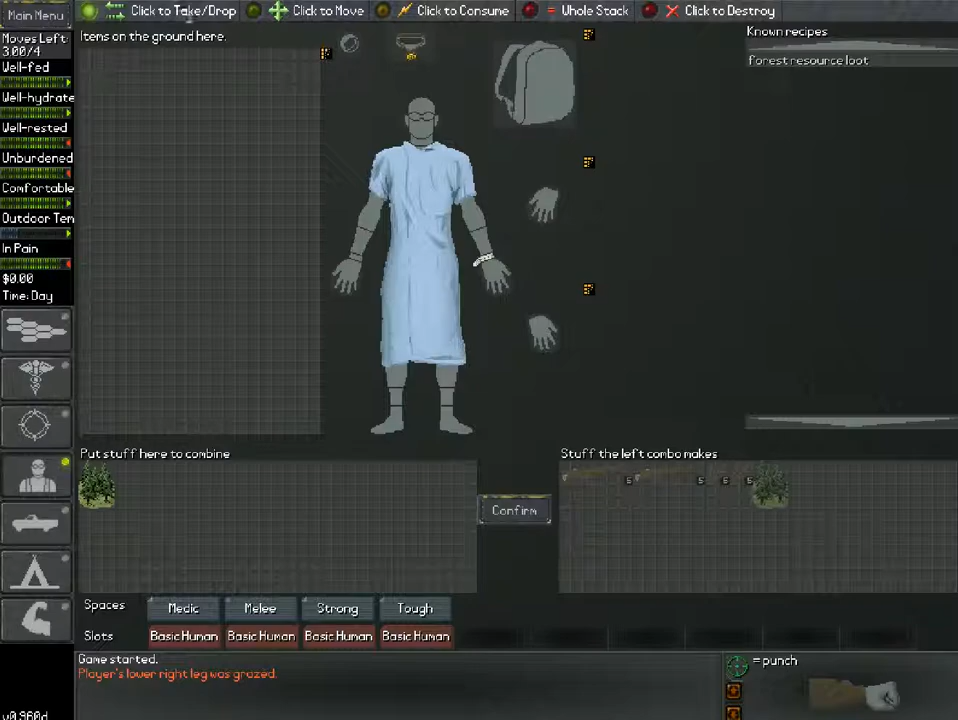 Main Menu
Click to Take/Drop
Click to Move
Click to Consume
= Whole Stack
Click to Destroy
Moves Left:
3.00/4
Well-fed
Well-hydrate
Well-rested
Unburdened
Comfortable
Outdoor Tem
In Pain
$0.00
Time: Day
Items on the ground here.
Known recipes
forest resource loot
Put stuff here to combine
Stuff the left combo makes
5
5
5
5
Confirm
Spaces
Medic
Melee
Strong
Tough
Slots
Basic Human
Basic Human
Basic Human
Basic Human
Game started.
Player's lower right leg was grazed.
= punch
v0.960d